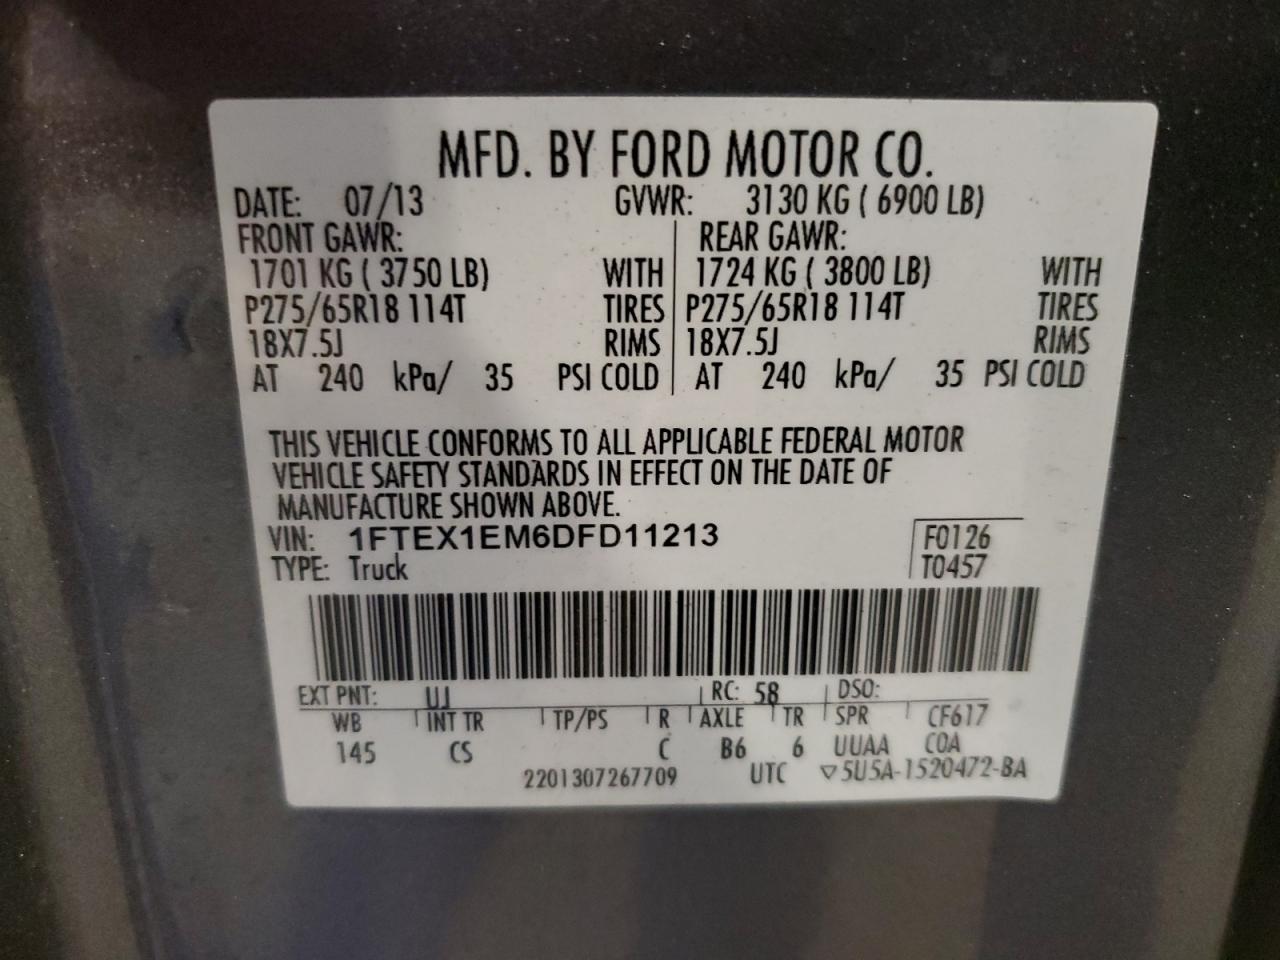 MFD. BY FORD MOTOR CO.
DATE: 07/13 GVWR: 3130 KG ( 6900 LB)
FRONT GAWR: REAR GAWR:
1701 KG ( 3750 LB) WITH 1724 KG ( 3800 LB) WITH
P275/65R18 114T TIRES P275/65R18 114T TIRES
18X7.5J RIMS 18X7.5J RIMS
AT 240 kPa/ 35 PSI COLD AT 240 kPa/ 35 PSI COLD
THIS VEHICLE CONFORMS TO ALL APPLICABLE FEDERAL MOTOR
VEHICLE SAFETY STANDARDS IN EFFECT ON THE DATE OF
MANUFACTURE SHOWN ABOVE.
VIN: 1FTEX1EM6DFD11213 F0126
TYPE: Truck T0457
EXT PNT: UJ RC: 58 DSO:
WB INT TR TP/PS R AXLE TR SPR CF617
145 CS C B6 6 UUAA COA
2201307267709 UTC ▽5U5A-1520472-BA